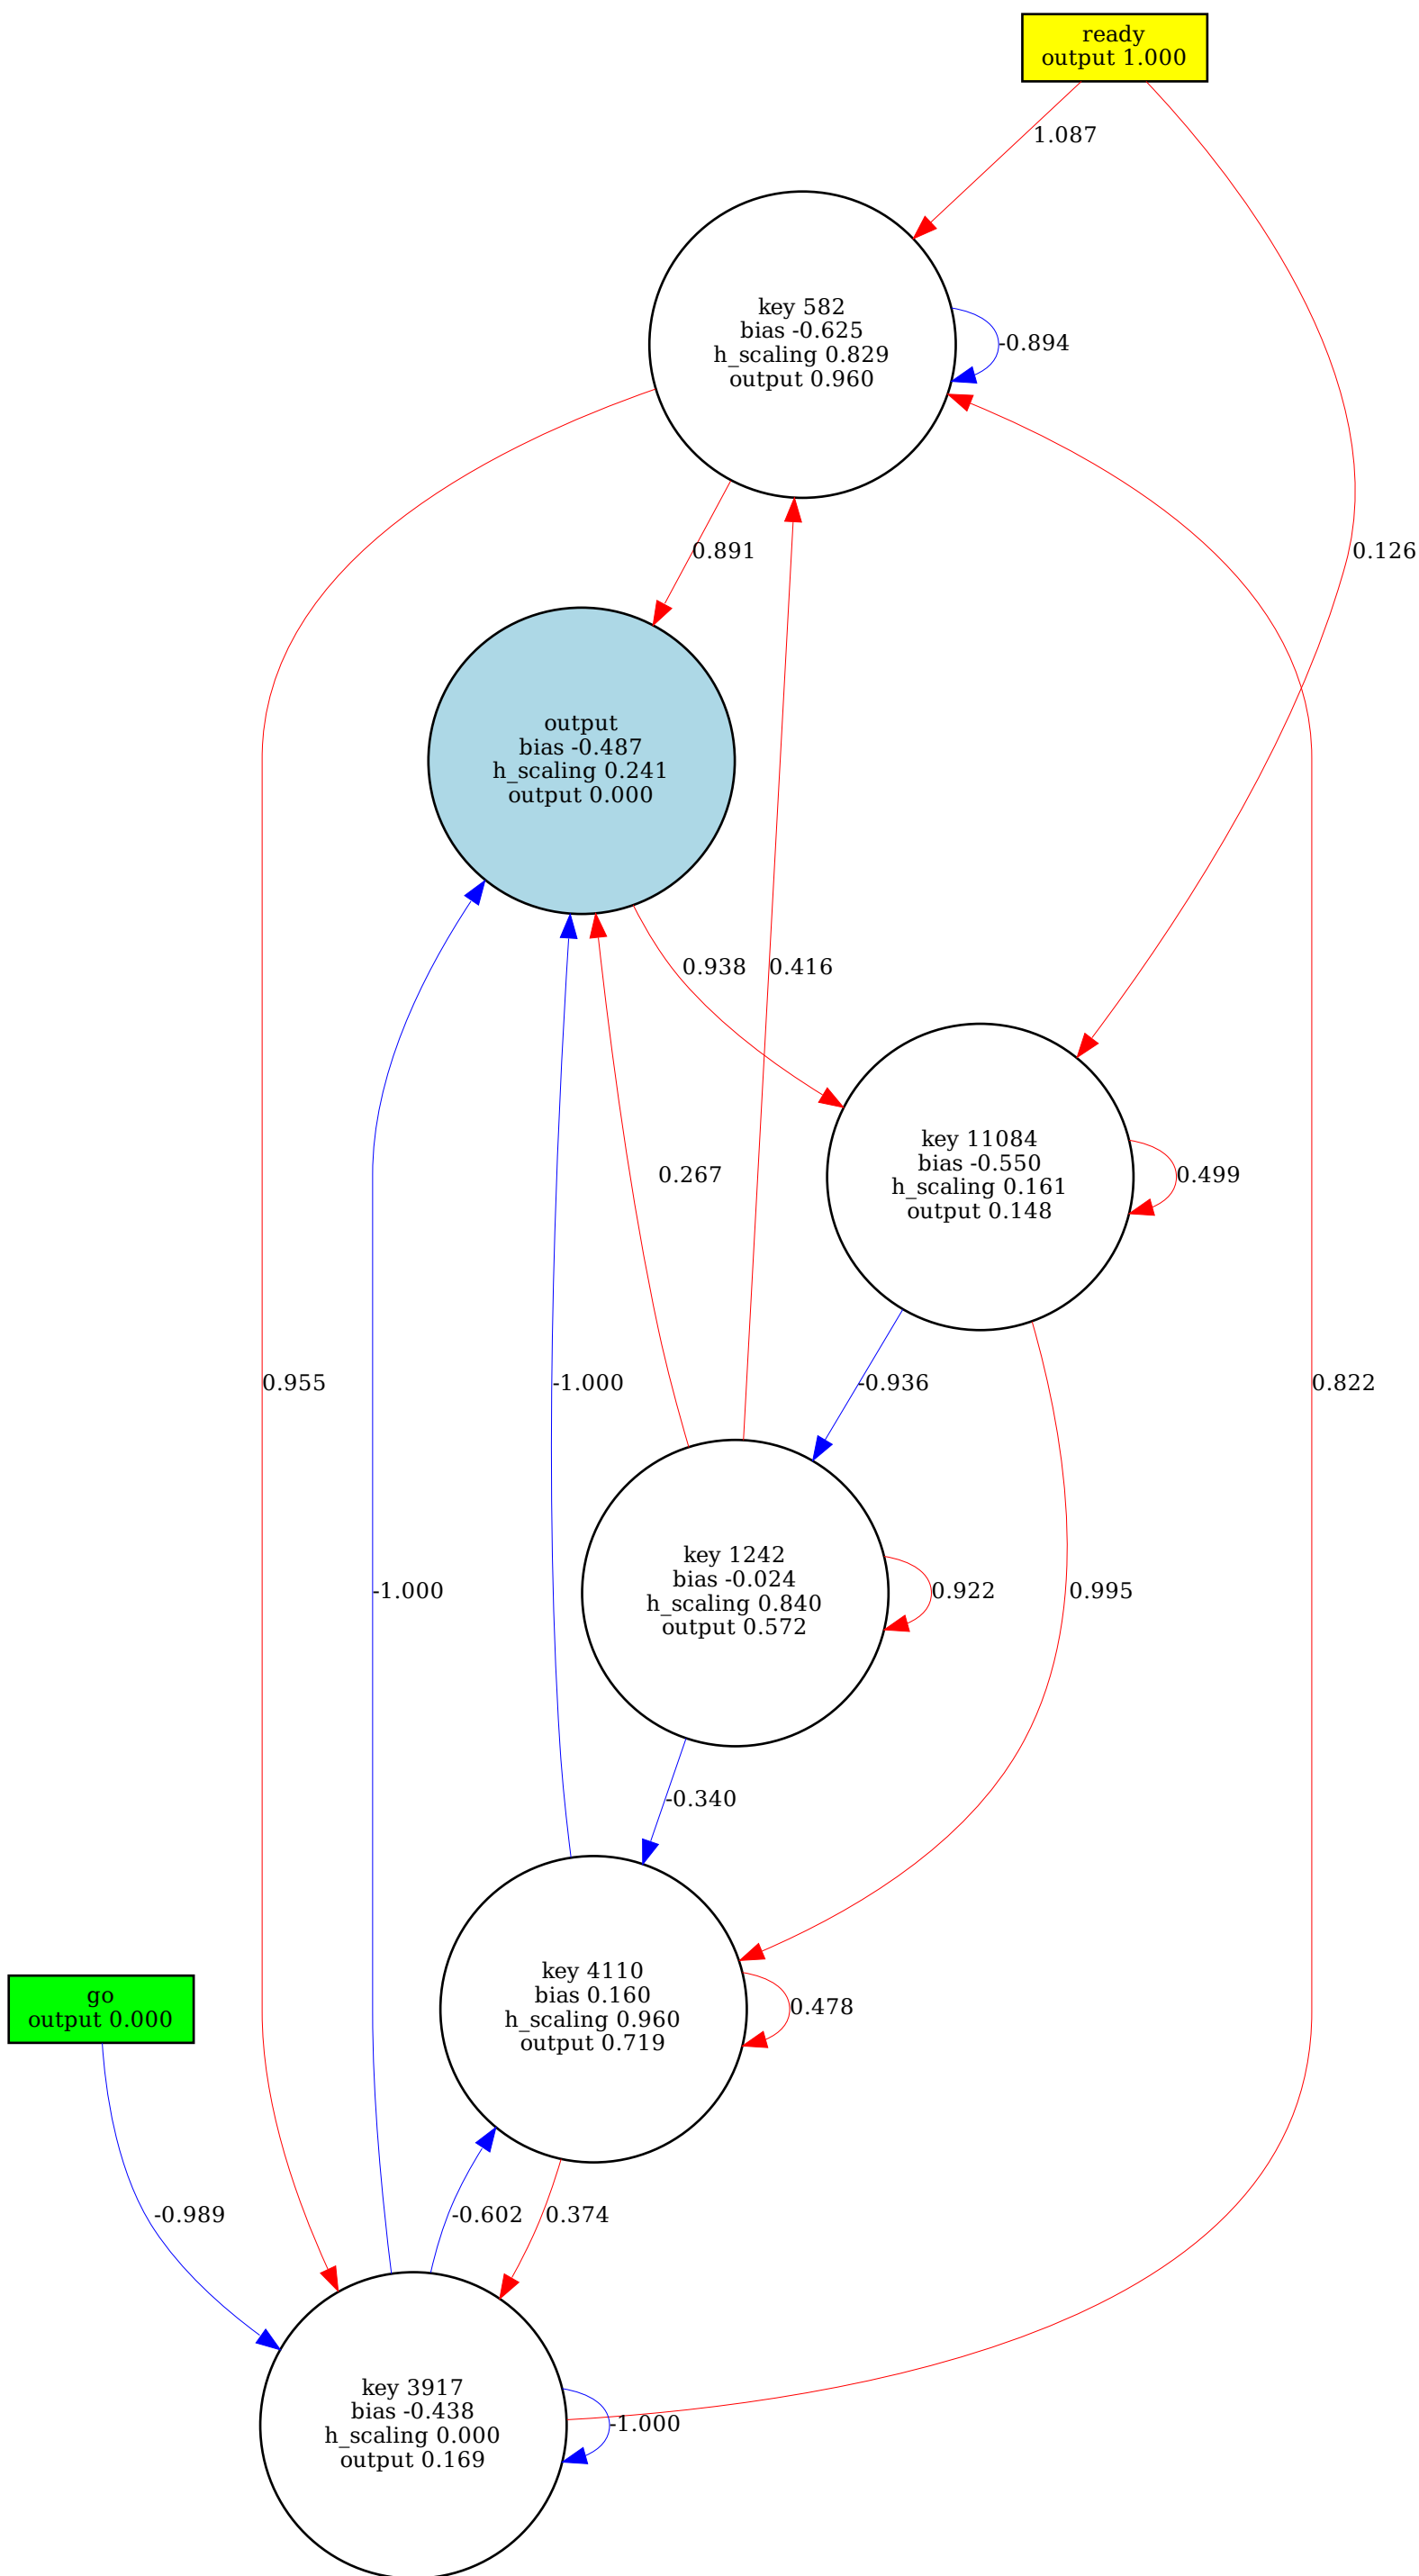 ready
output 1.000
1.087
key 582
bias -0.625
h_scaling 0.829
output 0.960
-0.894
0.891
0.126
output
bias -0.487
h_scaling 0.241
output 0.000
0.938
0.416
key 11084
bias -0.550
h_scaling 0.161
output 0.148
0.499
0.267
0.955
-1.000
-0.936
0.822
key 1242
bias -0.024
h_scaling 0.840
output 0.572
0.922
-1.000
0.995
-0.340
key 4110
bias 0.160
h_scaling 0.960
output 0.719
0.478
go
output 0.000
-0.989
-0.602
0.374
key 3917
bias -0.438
h_scaling 0.000
output 0.169
-1.000